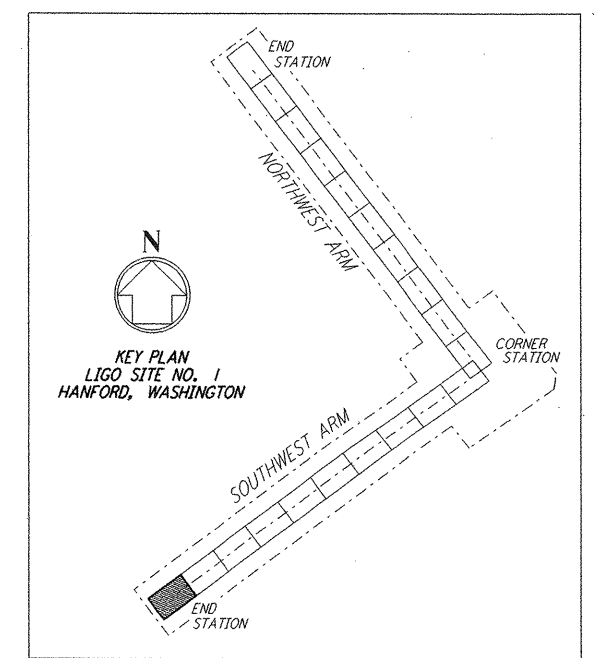 END
STATION
NORTHWEST ARM
N
KEY PLAN
LIGO SITE NO. 1
HANFORD, WASHINGTON
CORNER
STATION
SOUTHWEST ARM
END
STATION